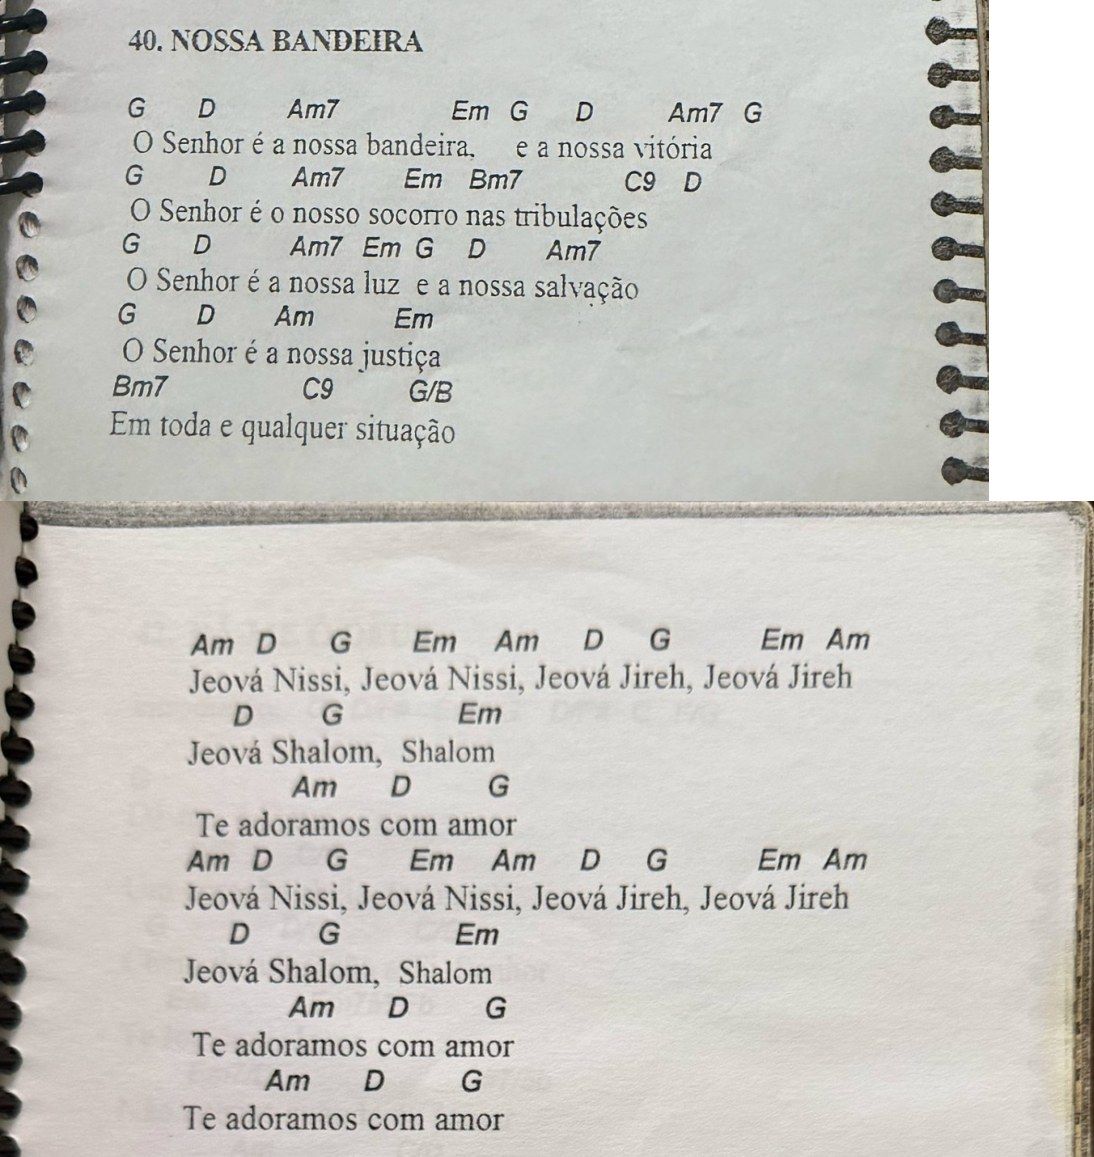 40. NOSSA BANDEIRA
G D Am7 Em G D Am7 G
O Senhor é a nossa bandeira, e a nossa vitória
G D Am7 Em Bm7 C9 D
O Senhor é o nosso socorro nas tribulações
G D Am7 Em G D Am7
O Senhor é a nossa luz e a nossa salvação
G D Am Em
O Senhor é a nossa justiça
Bm7 C9 G/B
Em toda e qualquer situação
Am D G Em Am D G Em Am
Jeová Nissi, Jeová Nissi, Jeová Jireh, Jeová Jireh
D G Em
Jeová Shalom, Shalom
Am D G
Te adoramos com amor
Am D G Em Am D G Em Am
Jeová Nissi, Jeová Nissi, Jeová Jireh, Jeová Jireh
D G Em
Jeová Shalom, Shalom
Am D G
Te adoramos com amor
Am D G
Te adoramos com amor